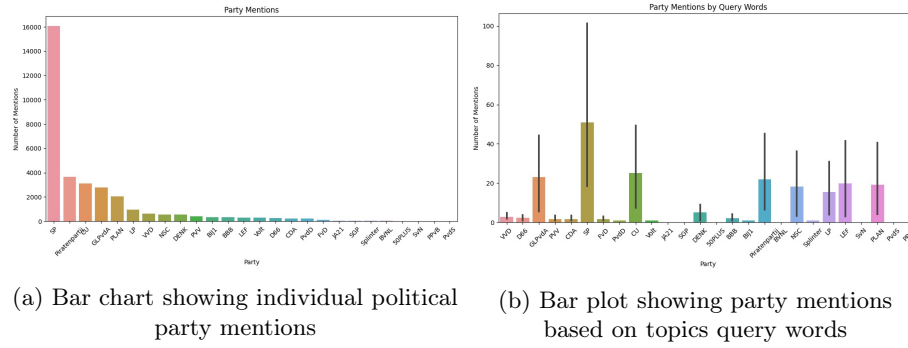 Party Mentions
16000
14000
12000
10000
8000
6000
4000
2000
0
Number of Mentions
SP
Piratenpartij
CU
GLPvdA
PLAN
LP
VVD
NSC
DENK
PVV
BIJ1
BBB
LEF
Volt
D66
CDA
PvdD
FvD
JA21
SGP
Splinter
BVNL
50PLUS
SvN
PPvB
PvdS
Party
(a) Bar chart showing individual political
party mentions
Party Mentions by Query Words
100
80
60
40
20
0
Number of Mentions
VVD
D66
GLPvdA
PVV
CDA
SP
FvD
PvdD
CU
Volt
JA21
SGP
DENK
50PLUS
BBB
BIJ1
Piratenpartij
BVNL
NSC
Splinter
LP
LEF
SvN
PLAN
PvdS
Party
(b) Bar plot showing party mentions
based on topics query words